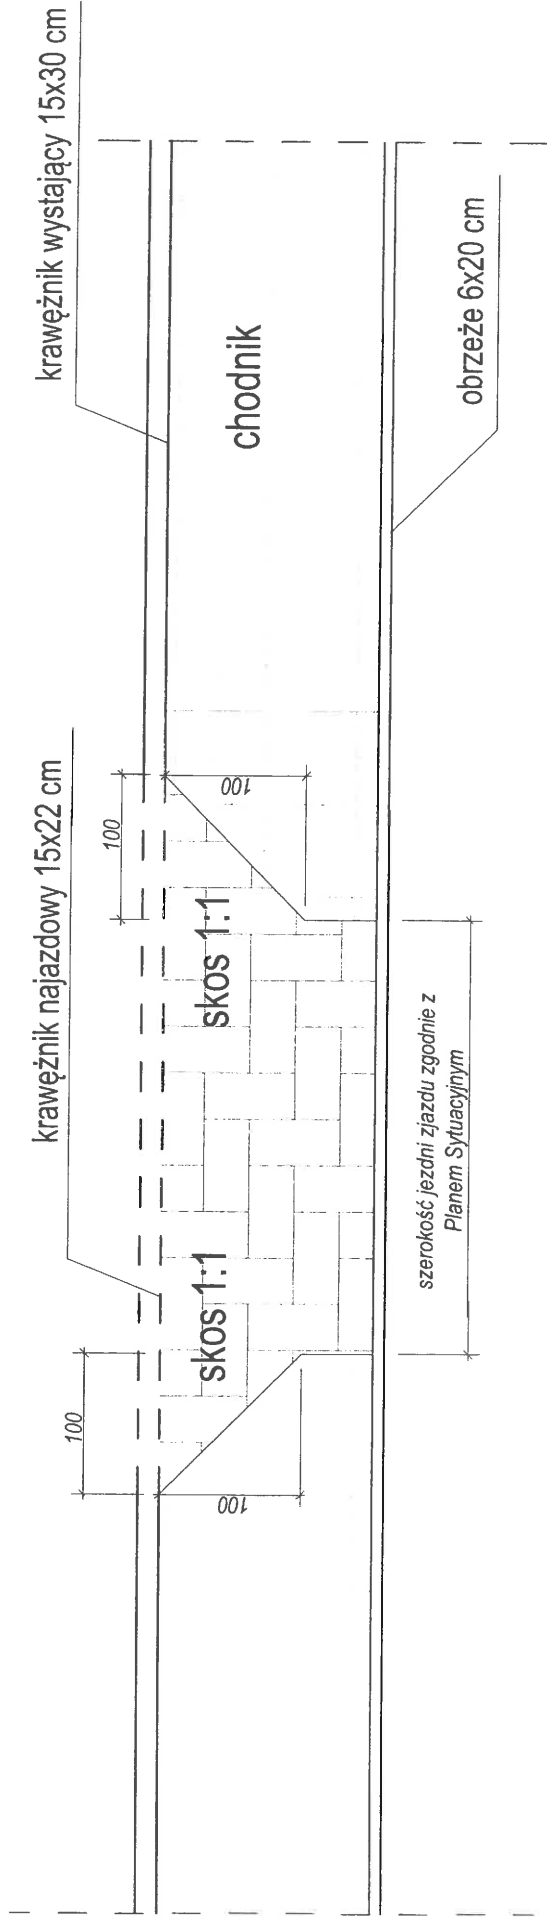 krawężnik najazdowy 15x22 cm
krawężnik wystający 15x30 cm
100
100
100
100
skos 1:1
skos 1:1
chodnik
szerokość jezdni zjazdu zgodnie z
Planem Sytuacyjnym
obrzeże 6x20 cm